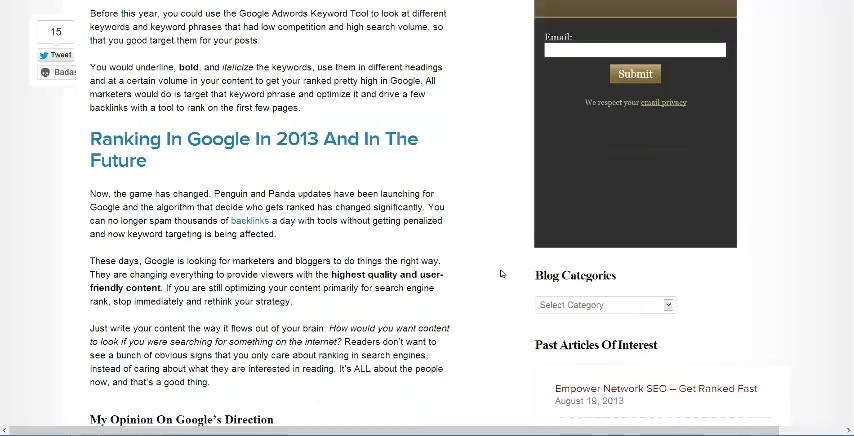 Before this year, you could use the Google Adwords Keyword Tool to look at different
keywords and keyword phrases that had low competition and high search volume, so
that you good target them for your posts.
You would underline, bold, and italicize the keywords, use them in different headings
and at a certain volume in your content to get your ranked pretty high in Google. All
marketers would do is target that keyword phrase and optimize it and drive a few
backlinks with a tool to rank on the first few pages.
Ranking In Google In 2013 And In The
Future
Now, the game has changed. Penguin and Panda updates have been launching for
Google and the algorithm that decide who gets ranked has changed significantly. You
can no longer spam thousands of backlinks a day with tools without getting penalized
and now keyword targeting is being affected.
These days, Google is looking for marketers and bloggers to do things the right way.
They are changing everything to provide viewers with the highest quality and user-
friendly content. If you are still optimizing your content primarily for search engine
rank, stop immediately and rethink your strategy.
Just write your content the way it flows out of your brain. How would you want content
to look if you were searching for something on the internet? Readers don't want to
see a bunch of obvious signs that you only care about ranking in search engines,
instead of caring about what they are interested in reading. It's ALL about the people
now, and that's a good thing.
My Opinion On Google's Direction
15
Tweet
Badas
Email:
Submit
We respect your email privacy
Blog Categories
Select Category
Past Articles Of Interest
Empower Network SEO – Get Ranked Fast
August 19, 2013